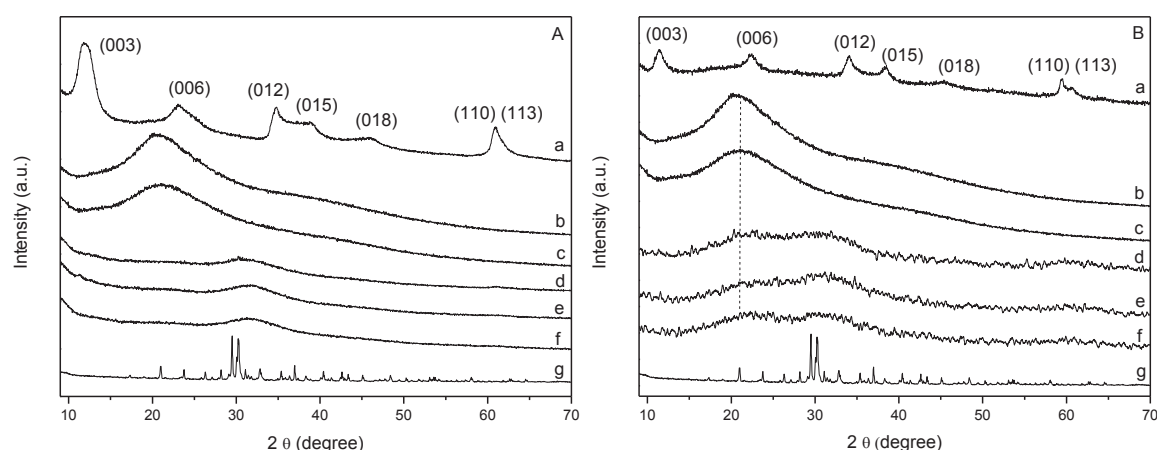 A
(003)
(006)
(012)
(015)
(018)
(110) (113)
a
b
c
d
e
f
g
Intensity (a.u.)
10 20 30 40 50 60 70
2 θ (degree)
B
(003)
(006)
(012)
(015)
(018)
(110) (113)
a
b
c
d
e
f
g
Intensity (a.u.)
10 20 30 40 50 60 70
2 θ (degree)